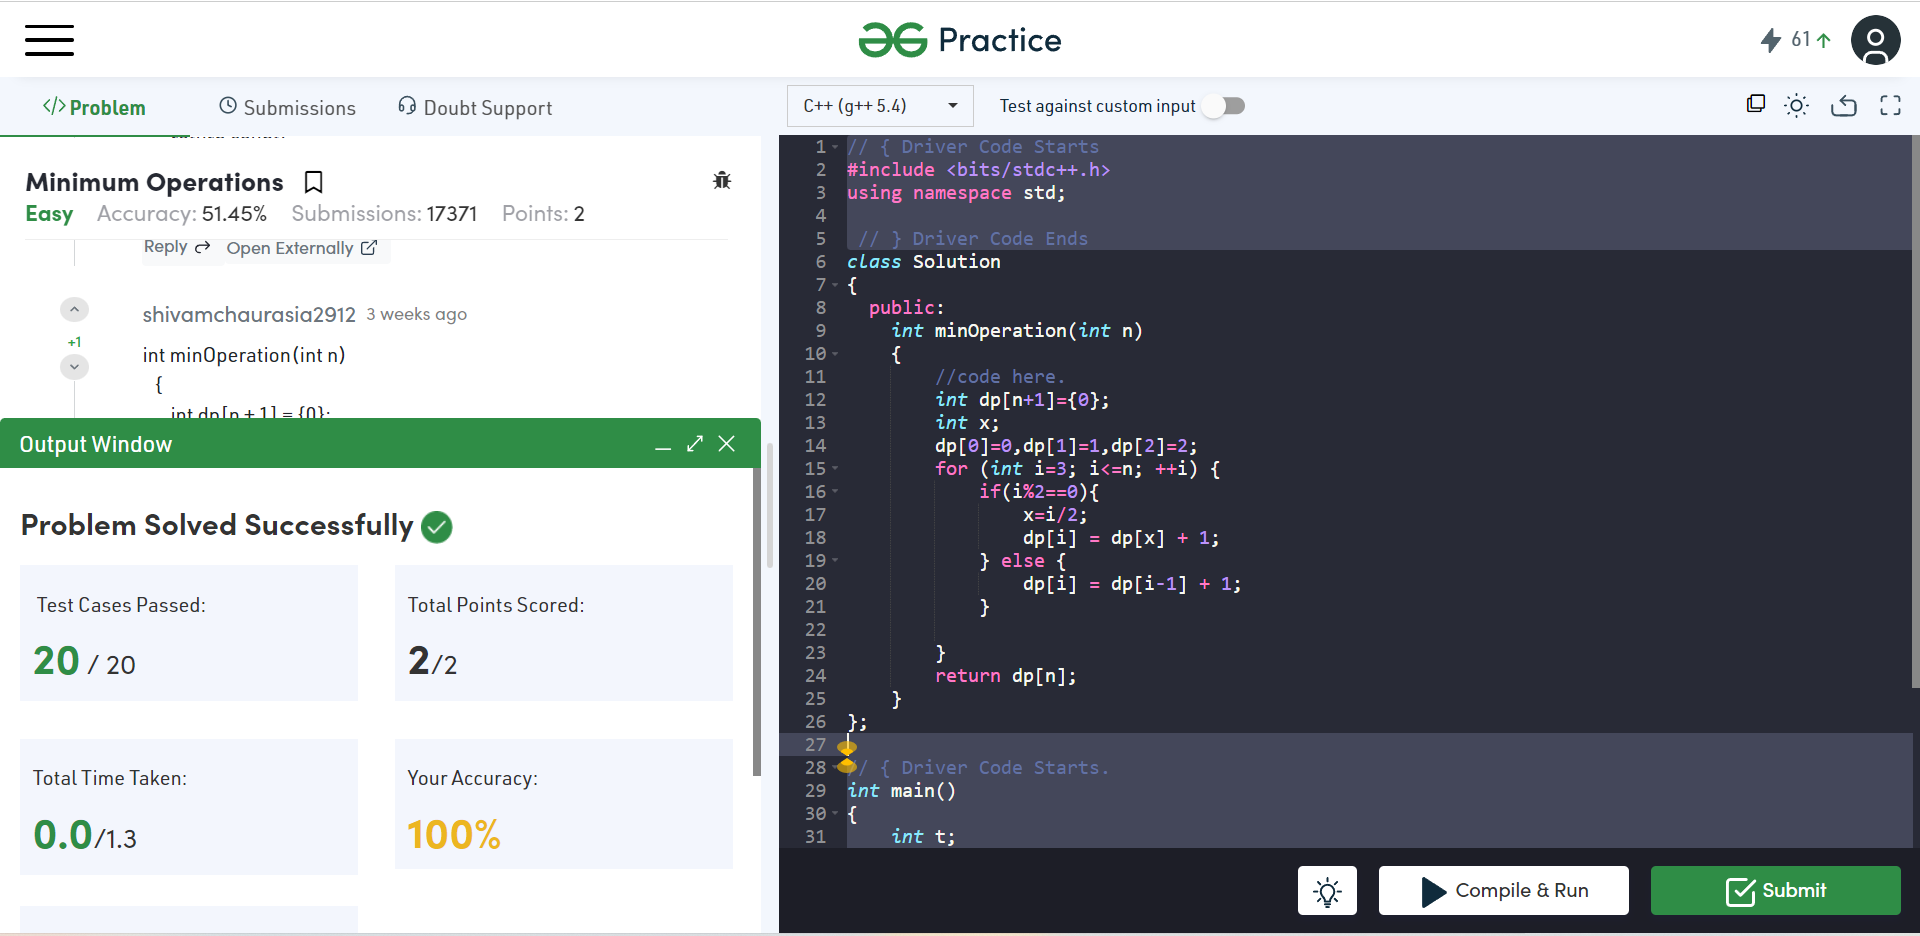 Practice
61
Problem
Submissions
Doubt Support
C++ (g++ 5.4)
Test against custom input
Minimum Operations
Easy Accuracy: 51.45% Submissions: 17371 Points: 2
Reply Open Externally
shivamchaurasia2912 3 weeks ago
+1
int minOperation(int n)
{
int dp[n + 1] = {0};
Output Window
Problem Solved Successfully
Test Cases Passed:
20 / 20
Total Points Scored:
2/2
Total Time Taken:
0.0/1.3
Your Accuracy:
100%
1 // { Driver Code Starts
2 #include <bits/stdc++.h>
3 using namespace std;
4
5 // } Driver Code Ends
6 class Solution
7 {
8 public:
9 int minOperation(int n)
10 {
11 //code here.
12 int dp[n+1]={0};
13 int x;
14 dp[0]=0,dp[1]=1,dp[2]=2;
15 for (int i=3; i<=n; ++i) {
16 if(i%2==0){
17 x=i/2;
18 dp[i] = dp[x] + 1;
19 } else {
20 dp[i] = dp[i-1] + 1;
21 }
22
23 }
24 return dp[n];
25 }
26 };
27
28 // { Driver Code Starts.
29 int main()
30 {
31 int t;
Compile & Run
Submit